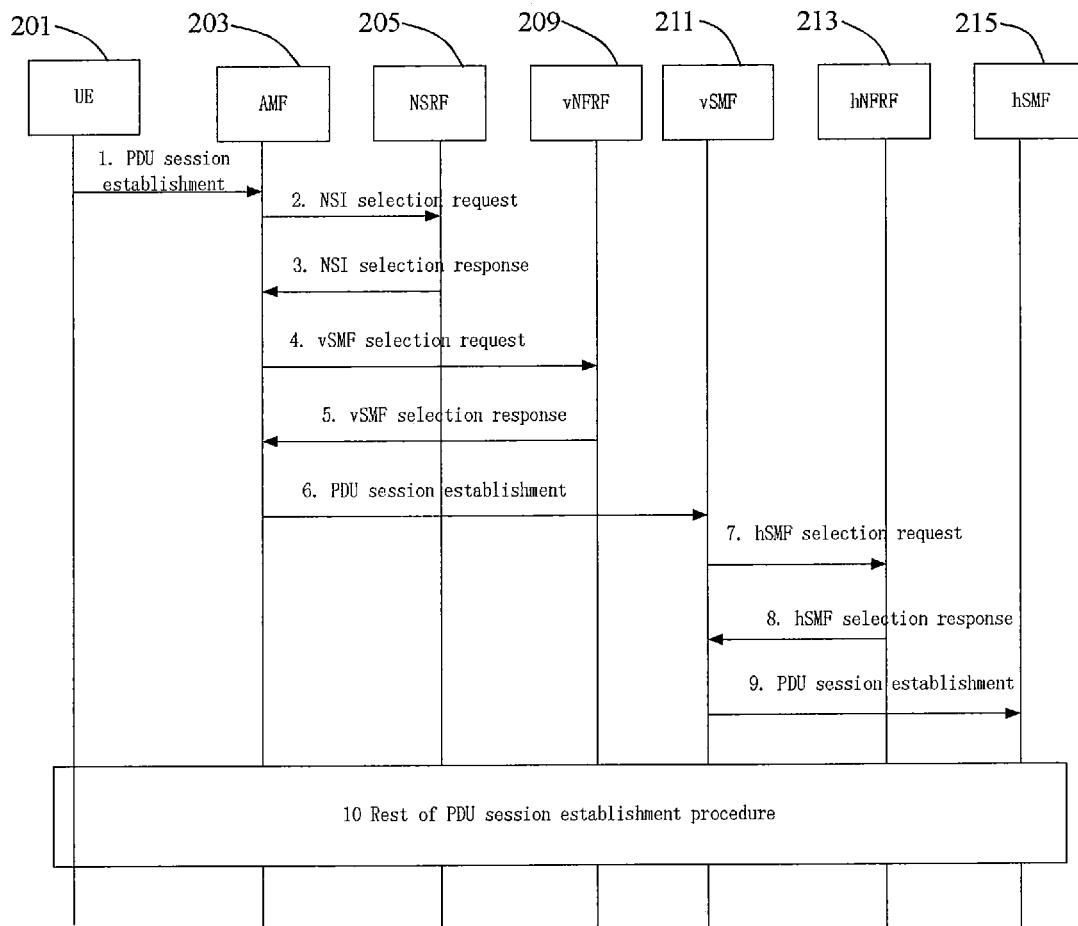 201 203 205 209 211 213 215
UE AMF NSRF vNFRF vSMF hNFRF hSMF
1. PDU session
establishment
2. NSI selection request
3. NSI selection response
4. vSMF selection request
5. vSMF selection response
6. PDU session establishment
7. hSMF selection request
8. hSMF selection response
9. PDU session establishment
10 Rest of PDU session establishment procedure